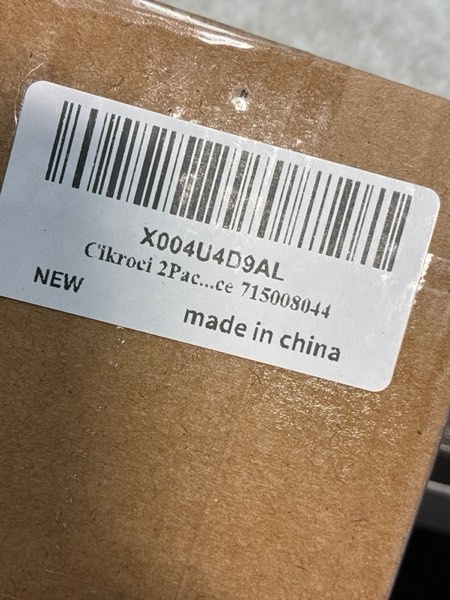 X004U4D9AL
Cikroci 2Pac...ce 715008044
NEW
made in china